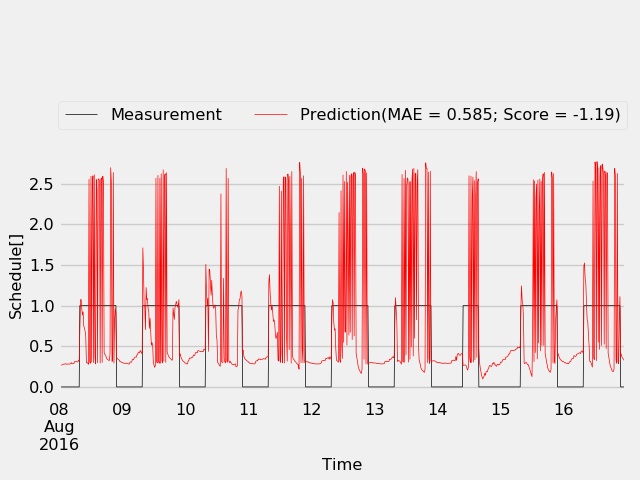 Measurement
Prediction(MAE = 0.585; Score = -1.19)
2.5
2.0
1.5
1.0
0.5
0.0
Schedule[]
08 09 10 11 12 13 14 15 16
Aug
2016
Time